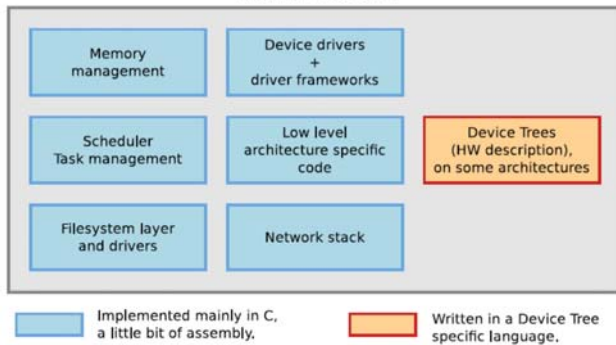 Memory
management
Device drivers
+
driver frameworks
Scheduler
Task management
Low level
architecture specific
code
Device Trees
(HW description),
on some architectures
Filesystem layer
and drivers
Network stack
Implemented mainly in C,
a little bit of assembly.
Written in a Device Tree
specific language.